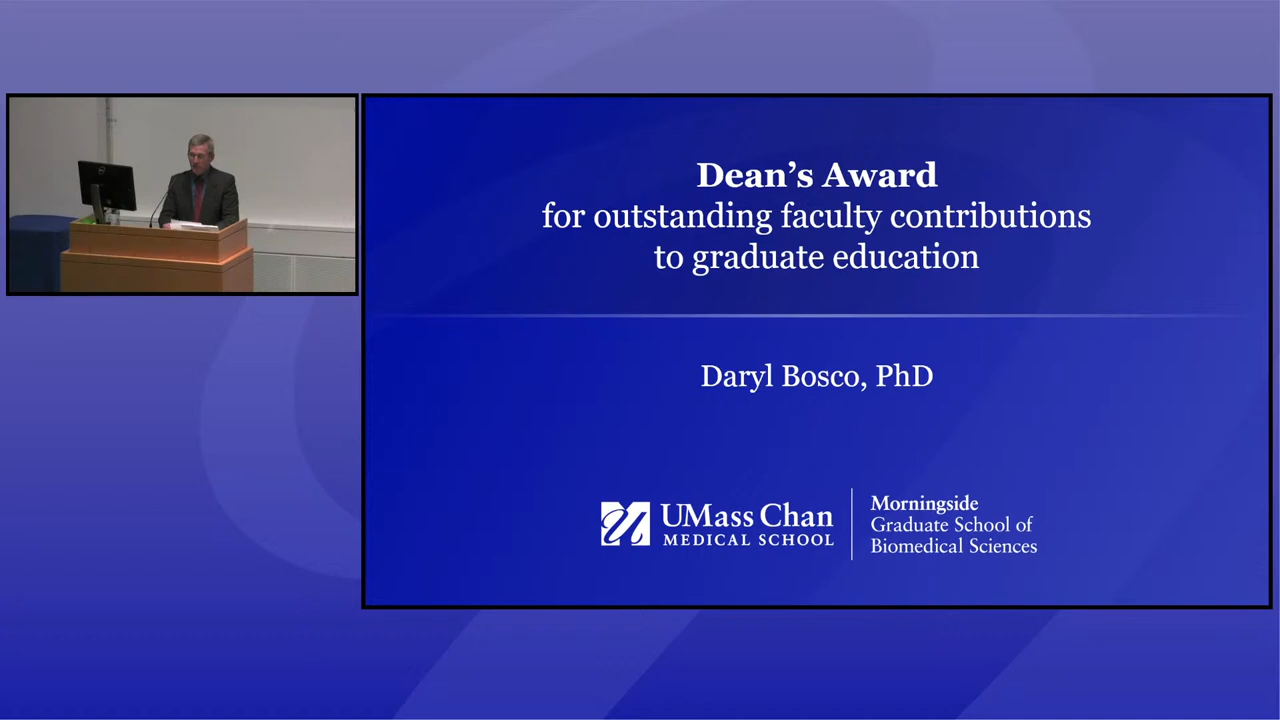 Dean’s Award
for outstanding faculty contributions
to graduate education
Daryl Bosco, PhD
UMass Chan
MEDICAL SCHOOL
Morningside
Graduate School of
Biomedical Sciences